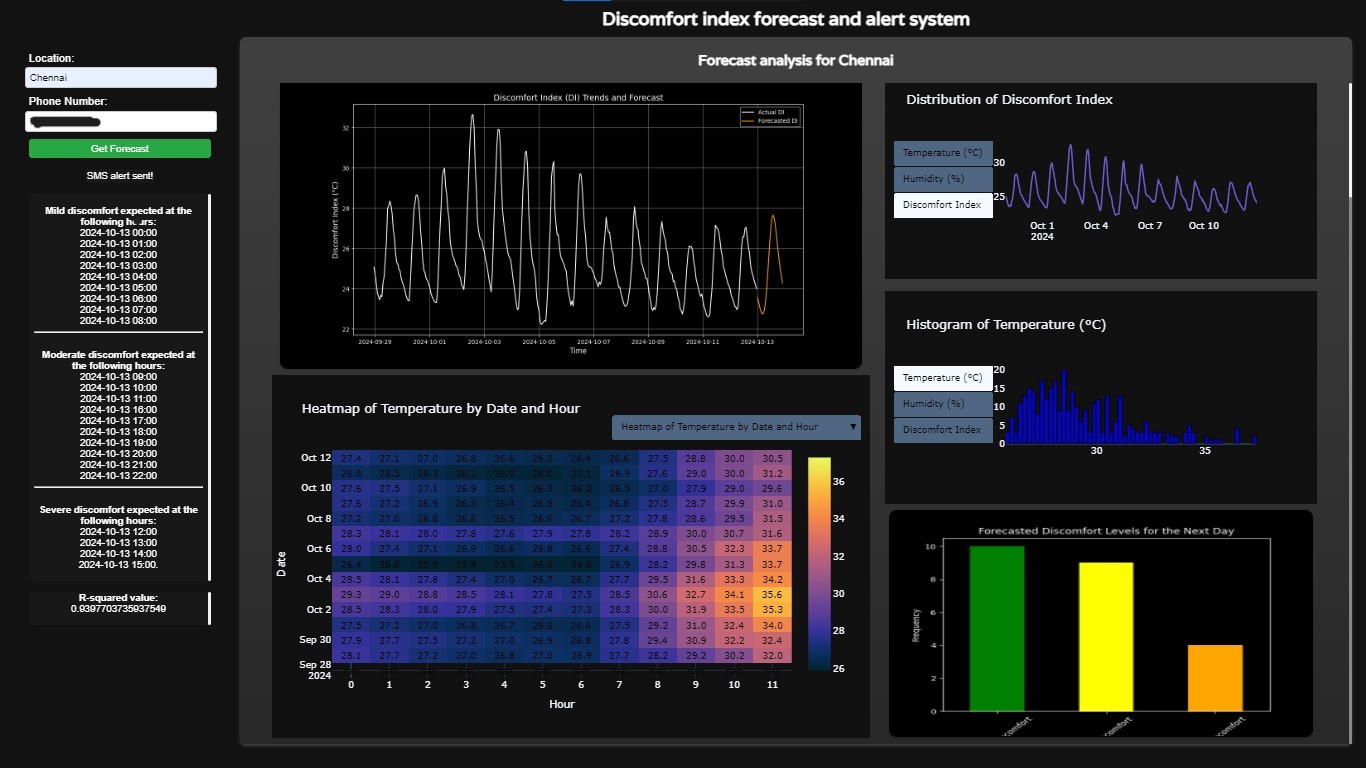 Discomfort index forecast and alert system
Location:
Chennai
Phone Number:
Get Forecast
SMS alert sent!
Mild discomfort expected at the
following
2024-10-13 00:00
2024-10-13 01:00
2024-10-13 02:00
2024-10-13 03:00
2024-10-13 04:00
2024-10-13 05:00
2024-10-13 06:00
2024-10-13 07:00
2024-10-13 08:00
Moderate discomfort expected at
the following hours:
2024-10-13 09:00
2024-10-13 10:00
2024-10-13 11:00
2024-10-13 16:00
2024-10-13 17:00
2024-10-13 18:00
2024-10-13 19:00
2024-10-13 20:00
2024-10-13 21:00
2024-10-13 22:00
Severe discomfort expected at the
following hours:
2024-10-13 12:00
2024-10-13 13:00
2024-10-13 14:00
2024-10-13 15:00.
R-squared value:
0.9397703735937549
Forecast analysis for Chennai
Discomfort Index (DI) Trends and Forecast
Actual DI
Forecasted DI
Discomfort Index (°C)
32
30
28
26
24
22
2024-09-29 2024-10-01 2024-10-03 2024-10-05 2024-10-07 2024-10-09 2024-10-11 2024-10-13
Time
Heatmap of Temperature by Date and Hour
Heatmap of Temperature by Date and Hour ▼
Date
Oct 12 27.4 27.1 27.0 26.8 26.6 26.5 26.4 26.6 27.5 28.8 30.0 30.5
26.8 26.5 26.3 26.1 26.0 26.0 26.1 26.9 27.6 29.0 30.0 31.2
Oct 10 27.6 27.5 27.1 26.9 26.5 26.3 26.2 26.5 27.0 27.9 29.0 29.6
27.6 27.2 26.9 26.5 26.4 26.5 26.4 26.8 27.5 28.7 29.9 31.0
Oct 8 27.2 27.0 26.8 26.6 26.5 26.6 26.7 27.2 27.8 28.6 29.5 31.5
28.3 28.1 28.0 27.8 27.6 27.9 27.8 28.2 28.9 30.0 30.7 31.6
Oct 6 28.0 27.4 27.1 26.9 26.6 26.8 26.6 27.4 28.8 30.5 32.3 33.7
26.4 26.0 25.9 25.9 25.9 26.0 26.0 26.3 28.2 29.8 31.3 33.7
Oct 4 28.5 28.1 27.8 27.4 27.0 26.7 26.7 27.7 29.5 31.6 33.3 34.2
29.3 29.0 28.8 28.5 28.1 27.8 27.5 28.5 30.6 32.7 34.1 35.6
Oct 2 28.5 28.3 28.0 27.9 27.5 27.4 27.3 28.3 30.0 31.9 33.5 35.3
27.5 27.2 27.0 26.8 26.7 26.6 26.6 27.5 29.2 31.0 32.4 34.0
Sep 30 27.9 27.7 27.5 27.2 27.0 26.9 26.8 27.8 29.4 30.9 32.2 32.4
28.1 27.7 27.2 27.0 26.8 27.0 26.9 27.7 28.2 29.2 30.2 32.0
Sep 28
2024
0 1 2 3 4 5 6 7 8 9 10 11
Hour
36
34
32
30
28
26
Distribution of Discomfort Index
Temperature (°C)
Humidity (%)
Discomfort Index
30
25
Oct 1 Oct 4 Oct 7 Oct 10
2024
Histogram of Temperature (°C)
Temperature (°C)
Humidity (%)
Discomfort Index
20
15
10
5
0
30 35
Forecasted Discomfort Levels for the Next Day
Frequency
10
8
6
4
2
0